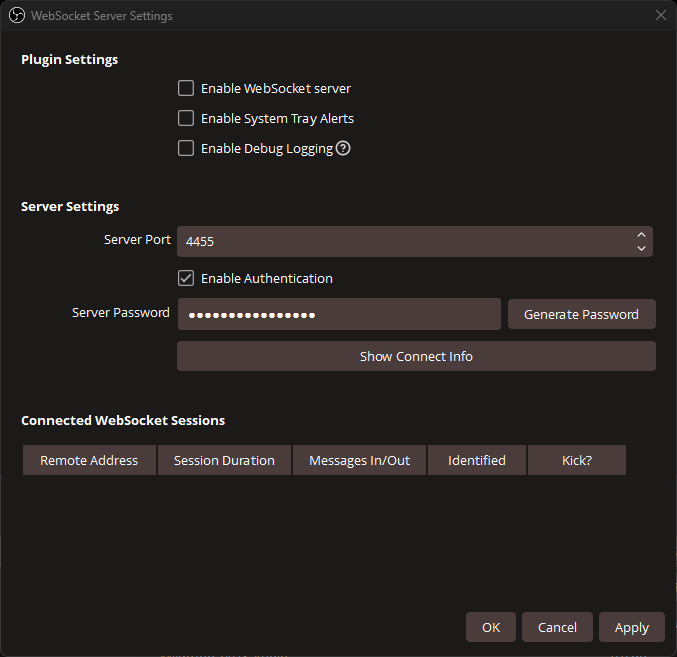 WebSocket Server Settings
Plugin Settings
Enable WebSocket server
Enable System Tray Alerts
Enable Debug Logging ?
Server Settings
Server Port 4455
Enable Authentication
Server Password ●●●●●●●●●●●●●●●● Generate Password
Show Connect Info
Connected WebSocket Sessions
Remote Address Session Duration Messages In/Out Identified Kick?
OK Cancel Apply